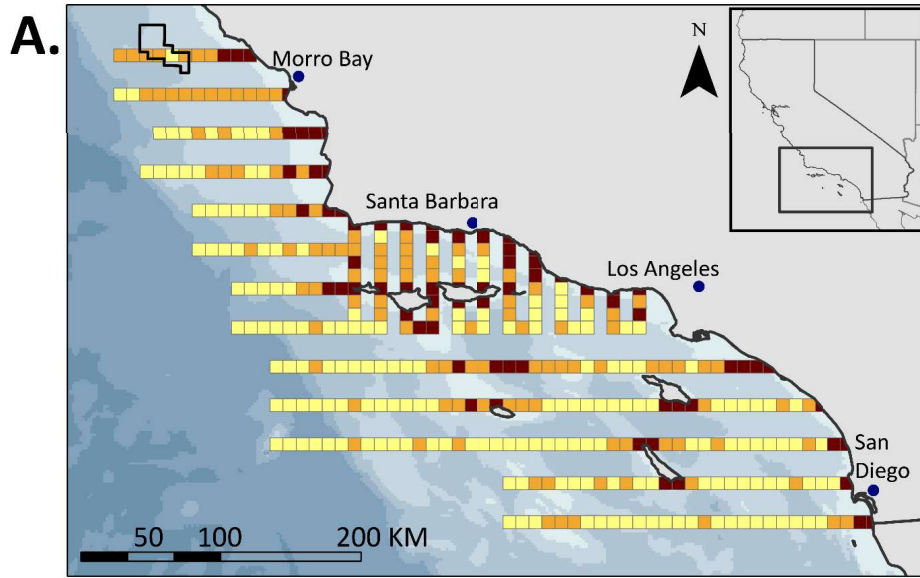 A.
N
Morro Bay
Santa Barbara
Los Angeles
San
Diego
50 100 200 KM